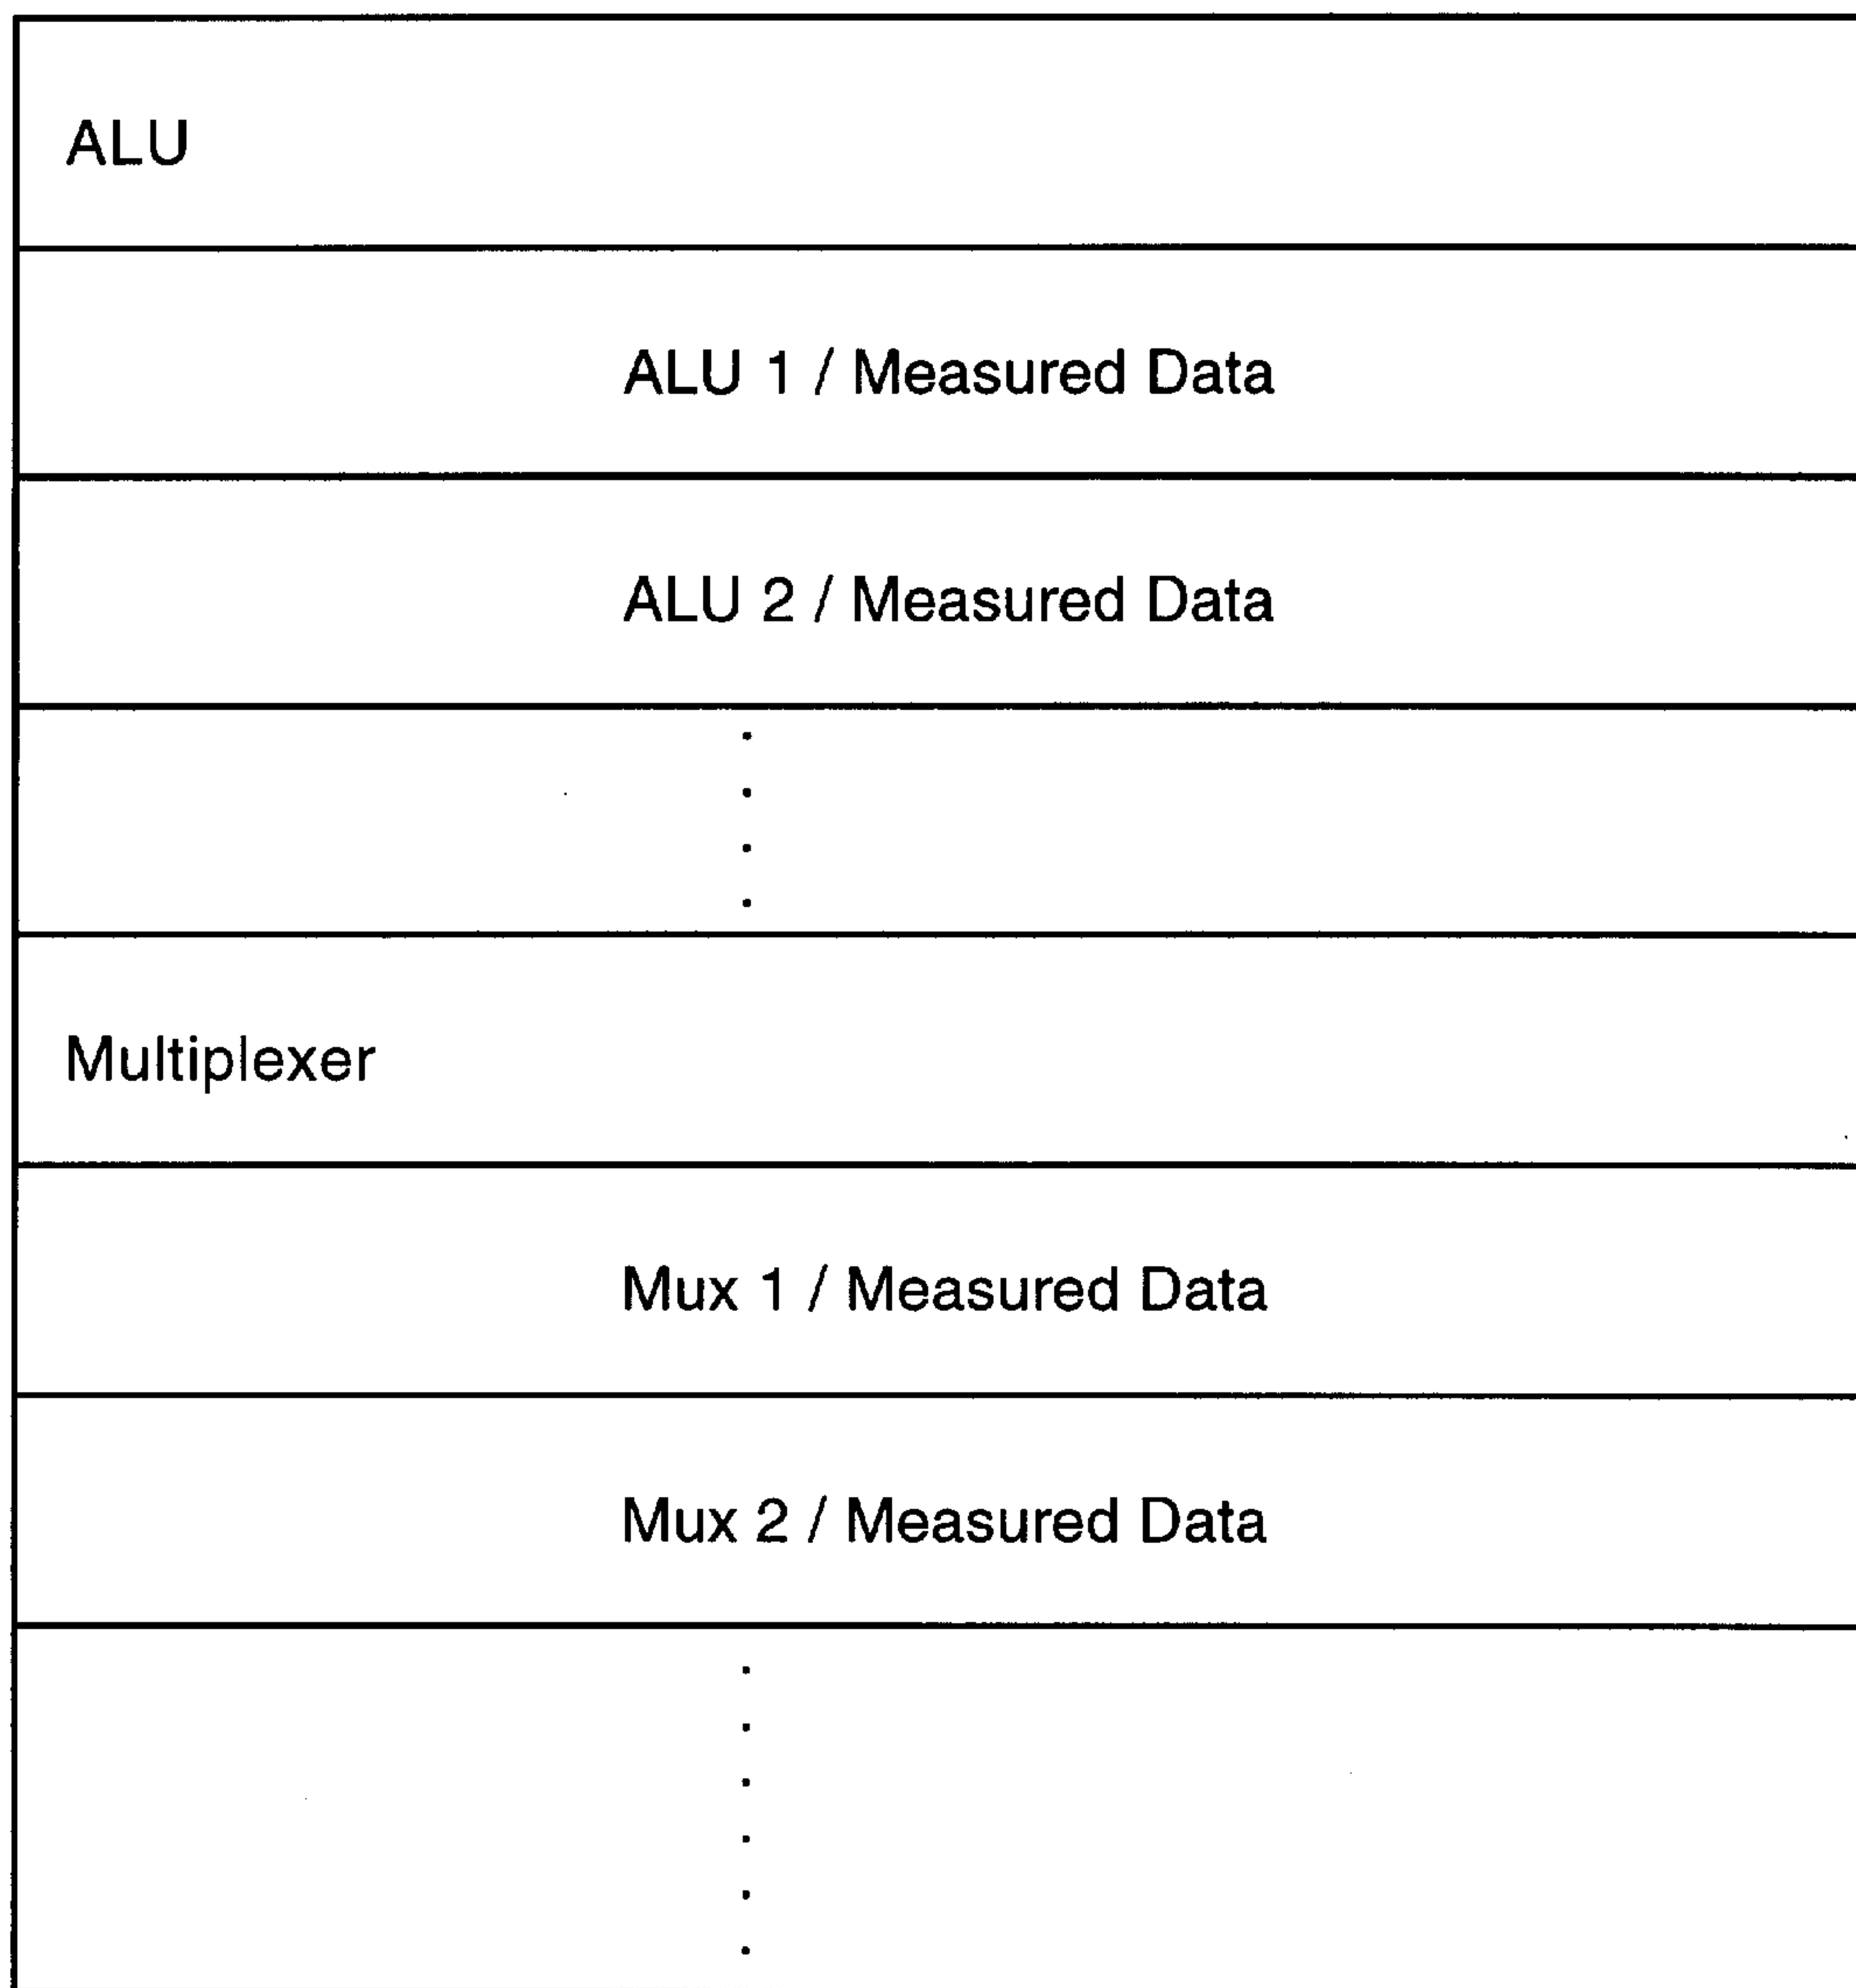 ALU
ALU 1 / Measured Data
ALU 2 / Measured Data
.
.
.
.
Multiplexer
Mux 1 / Measured Data
Mux 2 / Measured Data
.
.
.
.
.
.